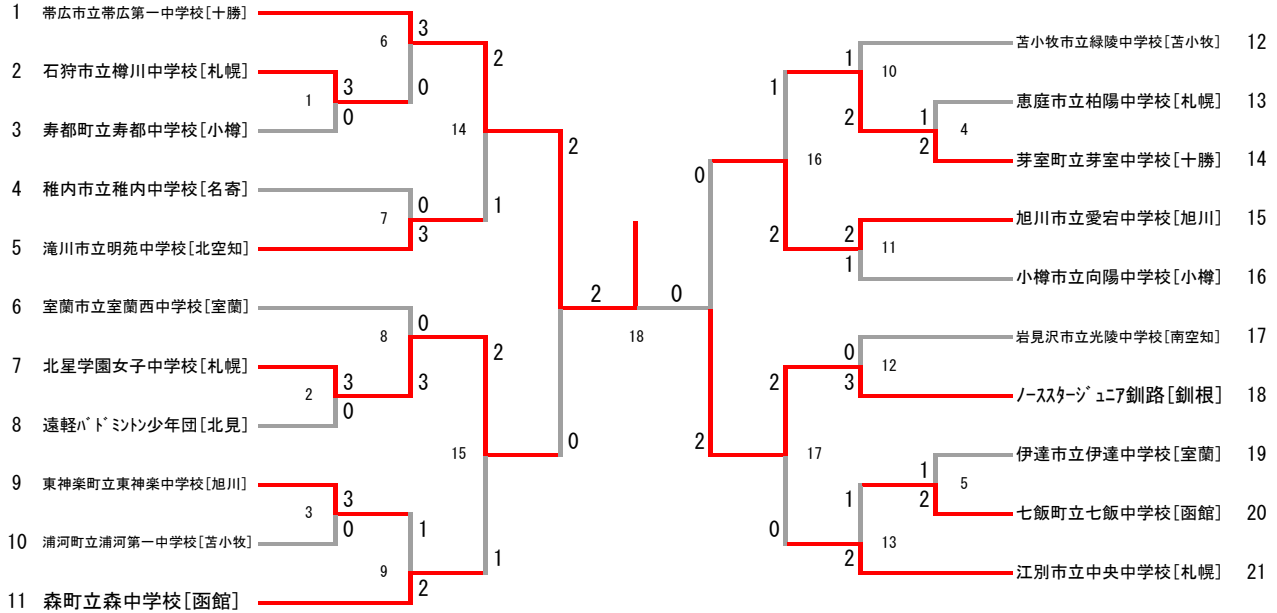 1 帯広市立帯広第一中学校[十勝]
2 石狩市立樽川中学校[札幌]
3 寿都町立寿都中学校[小樽]
4 稚内市立稚内中学校[名寄]
5 滝川市立明苑中学校[北空知]
6 室蘭市立室蘭西中学校[室蘭]
7 北星学園女子中学校[札幌]
8 遠軽ﾊﾞﾄﾞﾐﾝﾄﾝ少年団[北見]
9 東神楽町立東神楽中学校[旭川]
10 浦河町立浦河第一中学校[苫小牧]
11 森町立森中学校[函館]
3
6
0
3
1
0
2
14
1
0
7
3
2
0
8
3
3
2
0
2
15
1
3
3
0
1
9
2
0
2
18
0
0
2
1
16
2
1
10
2
1
4
2
2
11
1
2
17
0
0
12
3
1
13
2
1
5
2
苫小牧市立緑陵中学校[苫小牧] 12
恵庭市立柏陽中学校[札幌] 13
芽室町立芽室中学校[十勝] 14
旭川市立愛宕中学校[旭川] 15
小樽市立向陽中学校[小樽] 16
岩見沢市立光陵中学校[南空知] 17
ﾉｰｽｽﾀｰｼﾞｭﾆｱ釧路[釧根] 18
伊達市立伊達中学校[室蘭] 19
七飯町立七飯中学校[函館] 20
江別市立中央中学校[札幌] 21